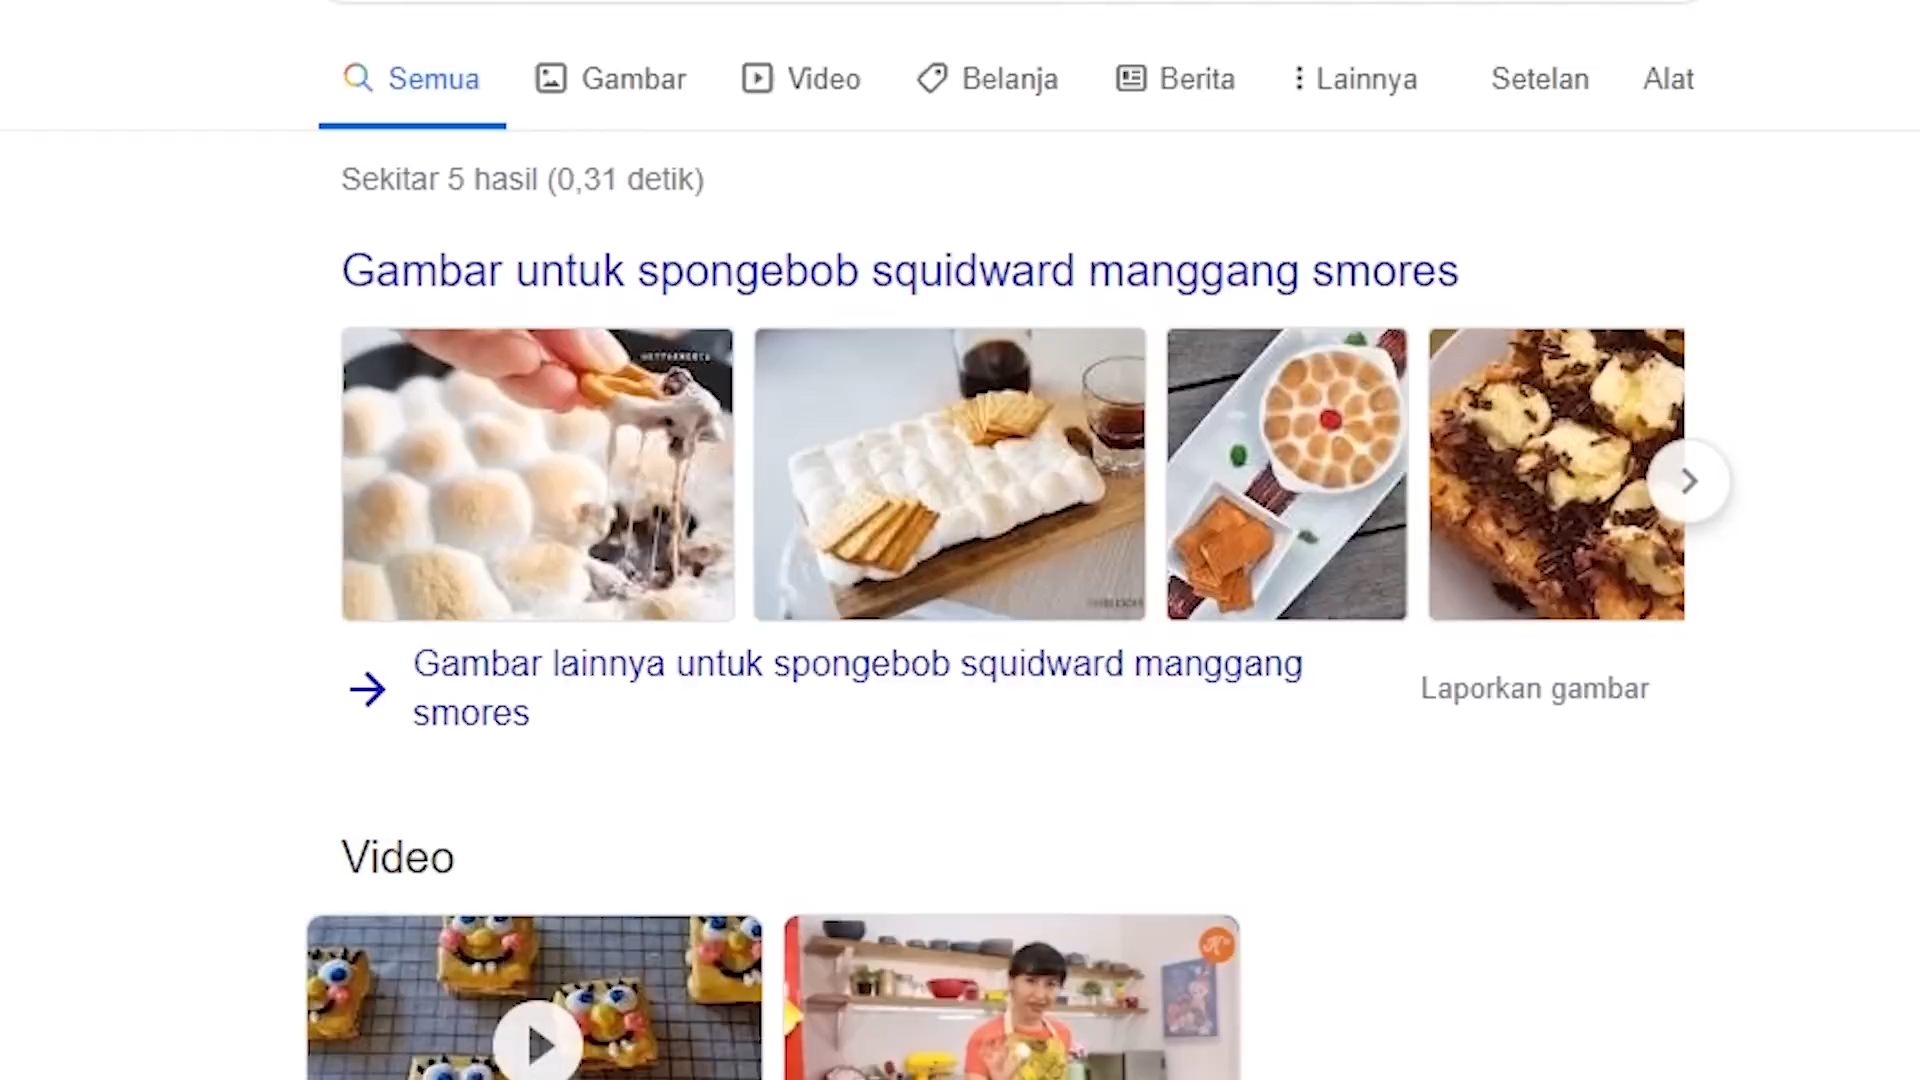 Semua Gambar Video Belanja Berita Lainnya Setelan Alat
Sekitar 5 hasil (0,31 detik)
Gambar untuk spongebob squidward manggang smores
Gambar lainnya untuk spongebob squidward manggang
smores
Laporkan gambar
Video